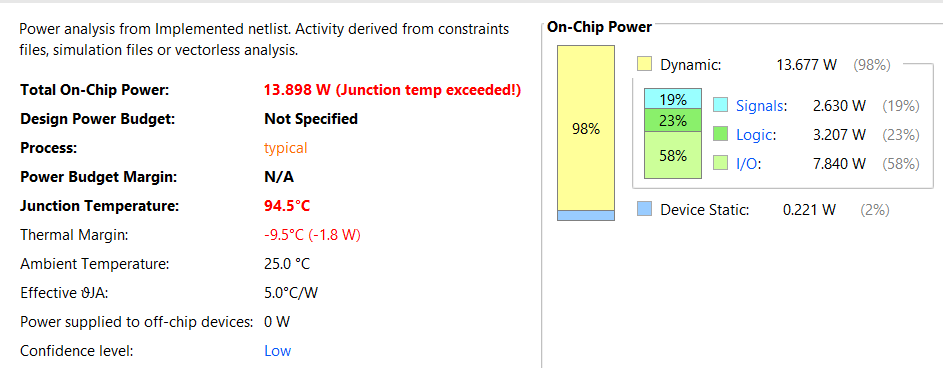 Power analysis from Implemented netlist. Activity derived from constraints
files, simulation files or vectorless analysis.
Total On-Chip Power: 13.898 W (Junction temp exceeded!)
Design Power Budget: Not Specified
Process: typical
Power Budget Margin: N/A
Junction Temperature: 94.5°C
Thermal Margin: -9.5°C (-1.8 W)
Ambient Temperature: 25.0 °C
Effective ϑJA: 5.0°C/W
Power supplied to off-chip devices: 0 W
Confidence level: Low
On-Chip Power
98%
Dynamic: 13.677 W (98%)
19%
23%
58%
Signals: 2.630 W (19%)
Logic: 3.207 W (23%)
I/O: 7.840 W (58%)
Device Static: 0.221 W (2%)